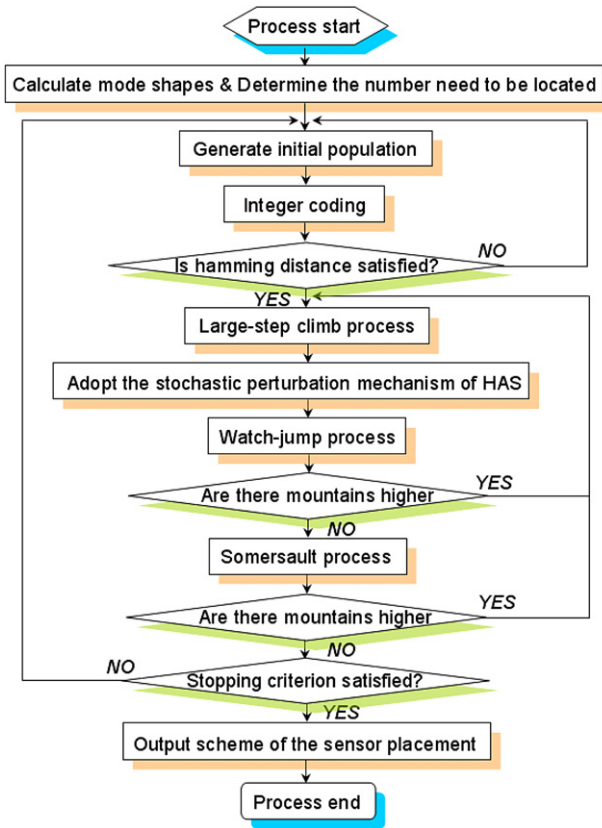 Process start
Calculate mode shapes & Determine the number need to be located
Generate initial population
Integer coding
Is hamming distance satisfied?
NO
YES
Large-step climb process
Adopt the stochastic perturbation mechanism of HAS
Watch-jump process
Are there mountains higher
YES
NO
Somersault process
Are there mountains higher
YES
NO
NO
Stopping criterion satisfied?
YES
Output scheme of the sensor placement
Process end